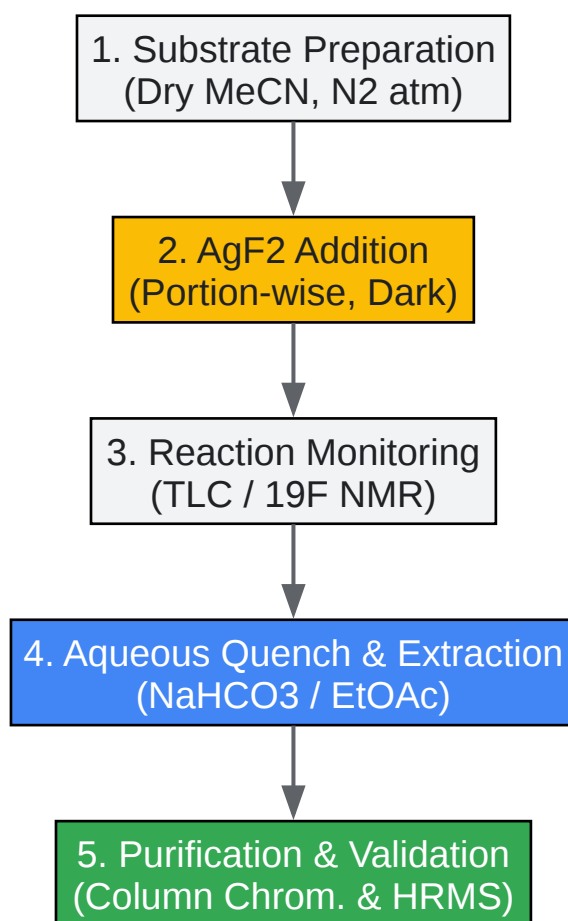 1. Substrate Preparation
(Dry MeCN, N2 atm)
2. AgF2 Addition
(Portion-wise, Dark)
3. Reaction Monitoring
(TLC / 19F NMR)
4. Aqueous Quench & Extraction
(NaHCO3 / EtOAc)
5. Purification & Validation
(Column Chrom. & HRMS)